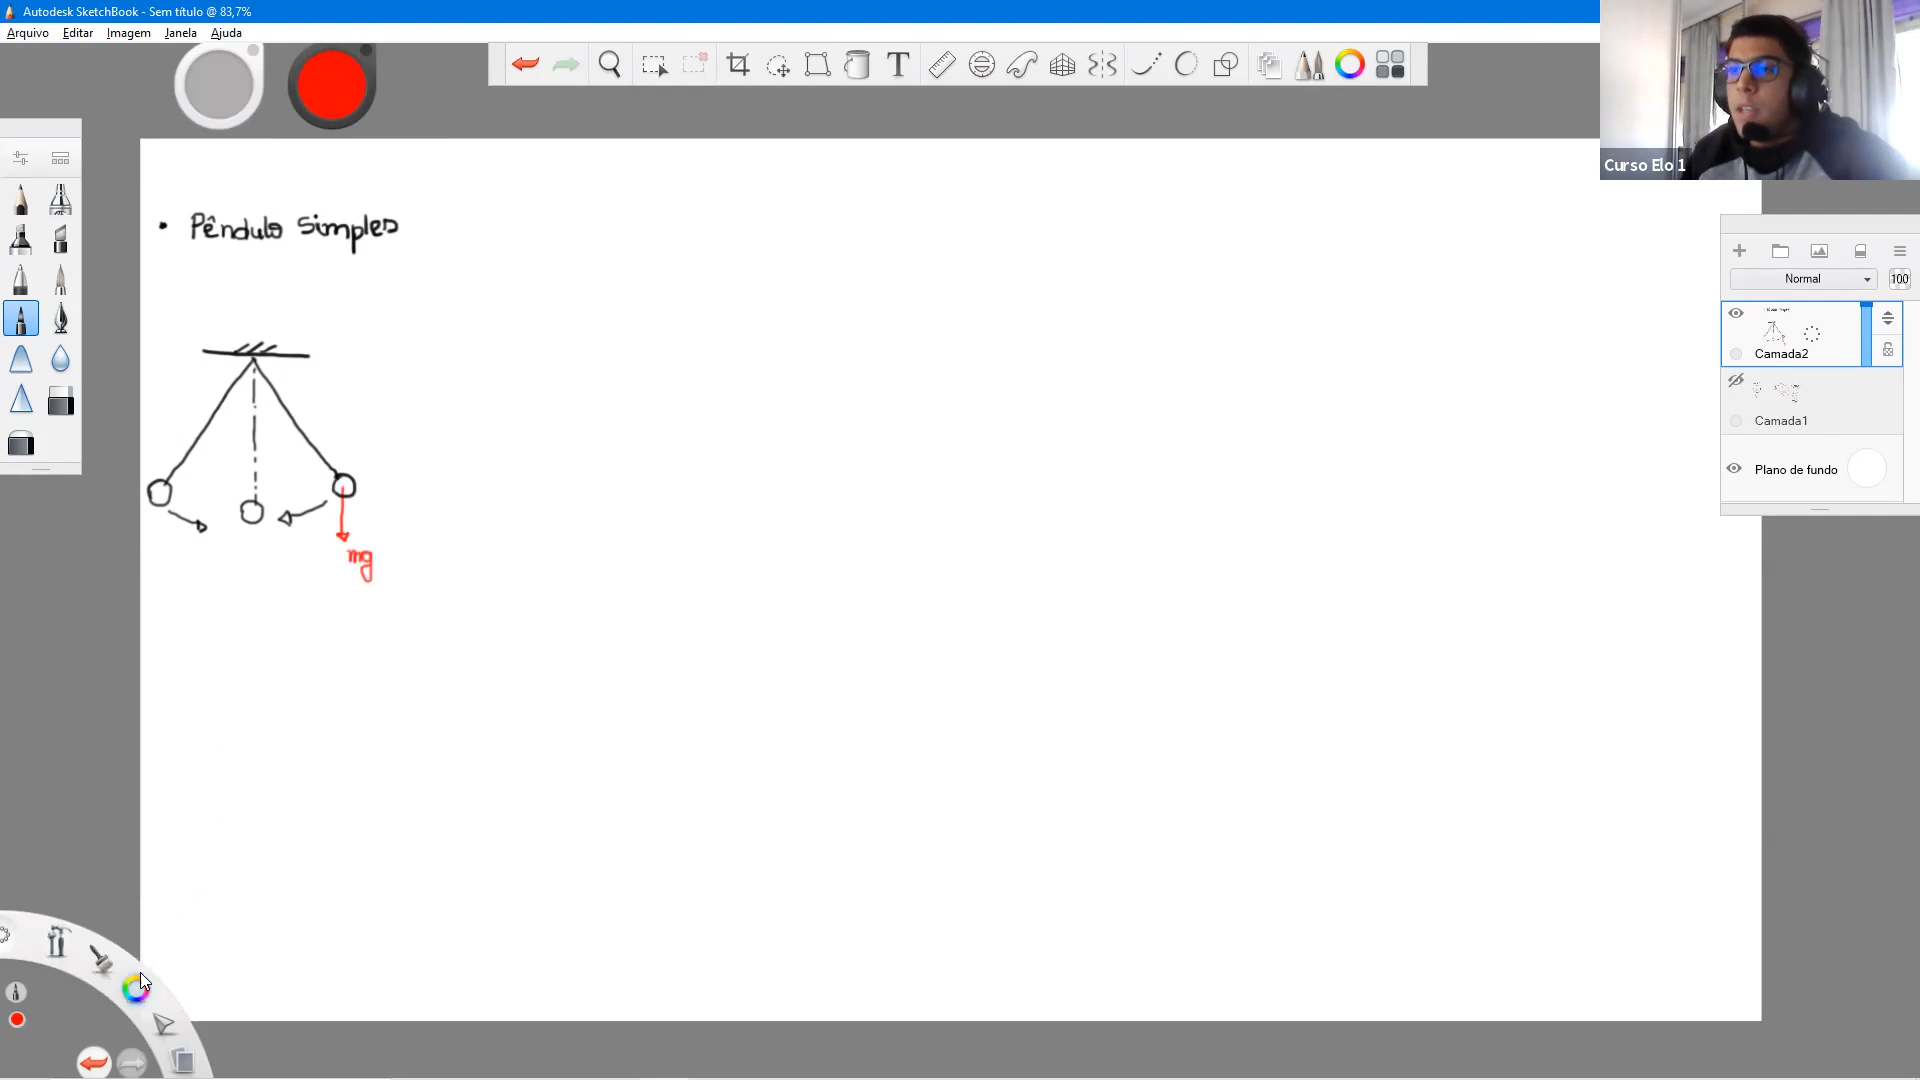 Autodesk SketchBook - Sem título @ 83,7%
Arquivo Editar Imagem Janela Ajuda
T
Curso Elo 1
• Pêndulo Simples
Normal
100
Camada2
Camada1
Plano de fundo
mg